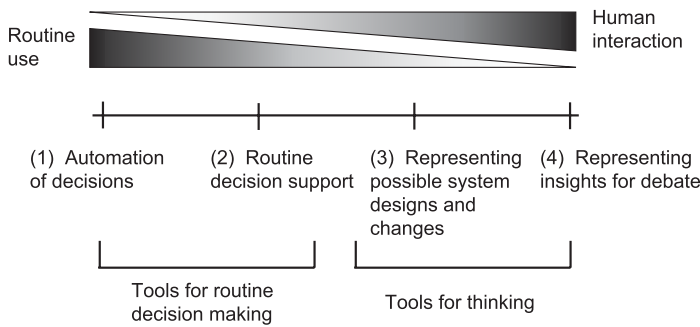 Routine
use
Human
interaction
(1) Automation
of decisions
(2) Routine
decision support
(3) Representing
possible system
designs and
changes
(4) Representing
insights for debate
Tools for routine
decision making
Tools for thinking